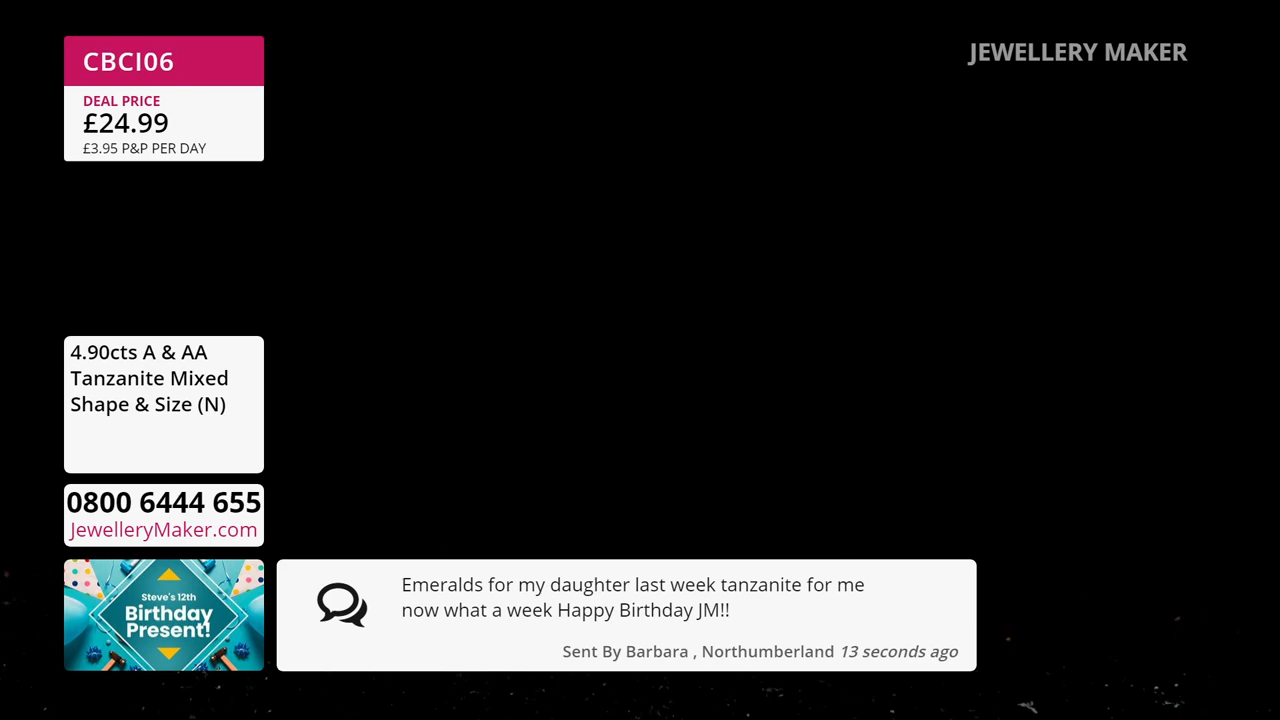 CBCI06
DEAL PRICE
£24.99
£3.95 P&P PER DAY
JEWELLERY MAKER
4.90cts A & AA
Tanzanite Mixed
Shape & Size (N)
0800 6444 655
JewelleryMaker.com
Steve's 12th
Birthday
Present!
Emeralds for my daughter last week tanzanite for me
now what a week Happy Birthday JM!!
Sent By Barbara , Northumberland 13 seconds ago